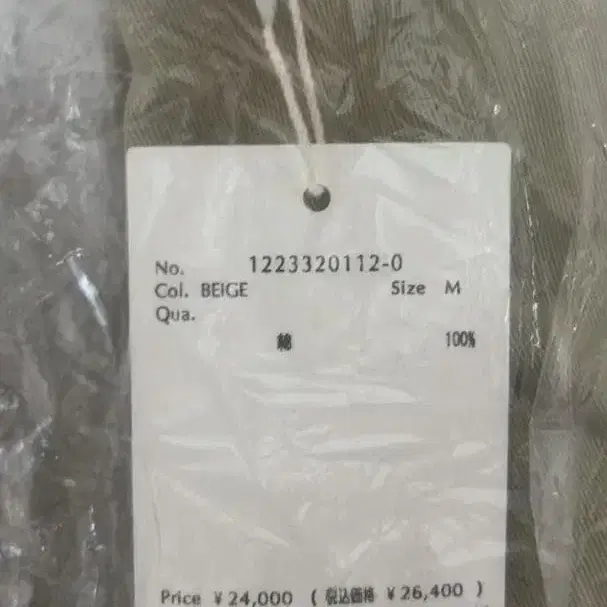 No. 1223320112-0
Col. BEIGE Size M
Qua.
綿 100%
Price ¥24,000 ( 税込価格 ¥26,400 )